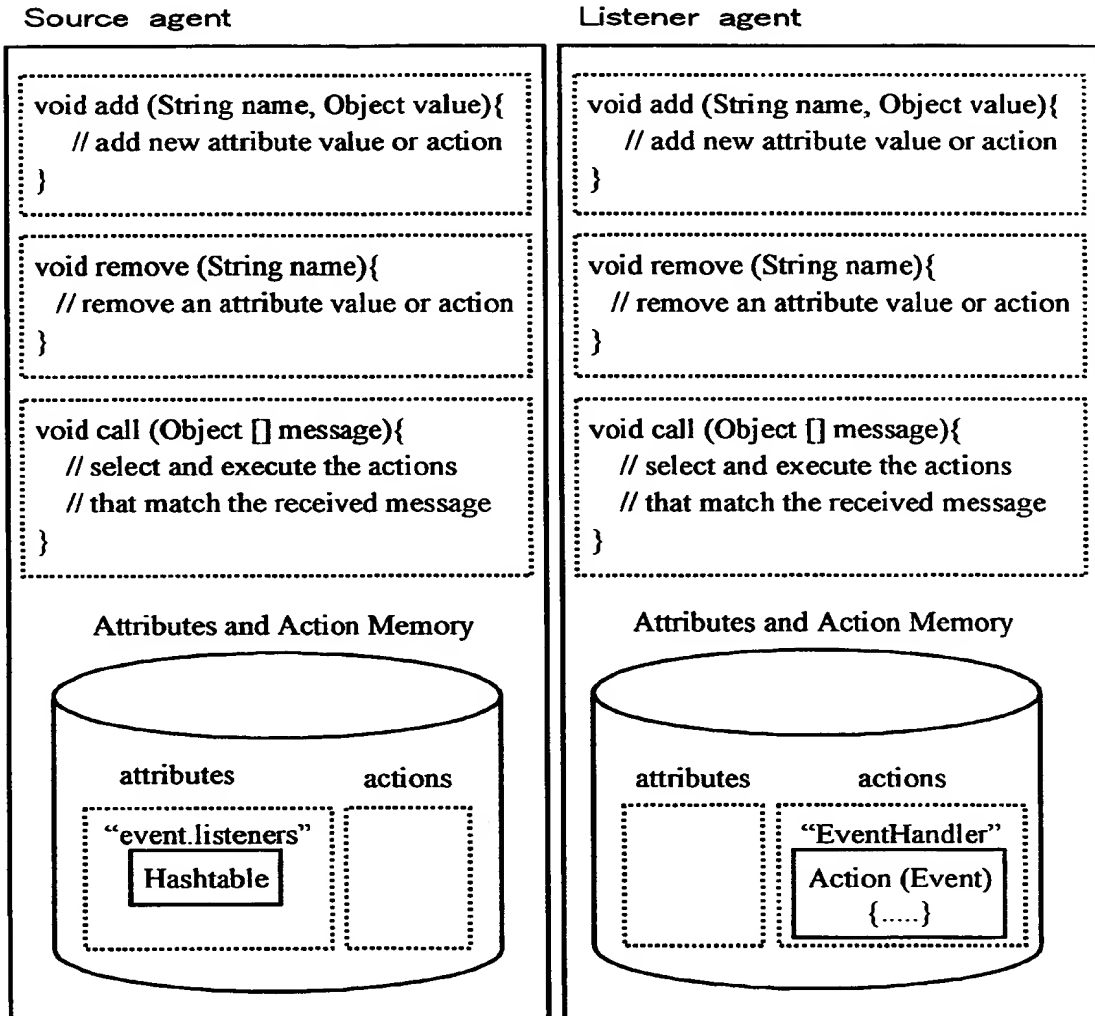 Source agent
void add (String name, Object value){
// add new attribute value or action
}
void remove (String name){
// remove an attribute value or action
}
void call (Object [] message){
// select and execute the actions
// that match the received message
}
Attributes and Action Memory
attributes
actions
“event.listeners”
Hashtable
Listener agent
void add (String name, Object value){
// add new attribute value or action
}
void remove (String name){
// remove an attribute value or action
}
void call (Object [] message){
// select and execute the actions
// that match the received message
}
Attributes and Action Memory
attributes
actions
“EventHandler”
Action (Event)
{.....}